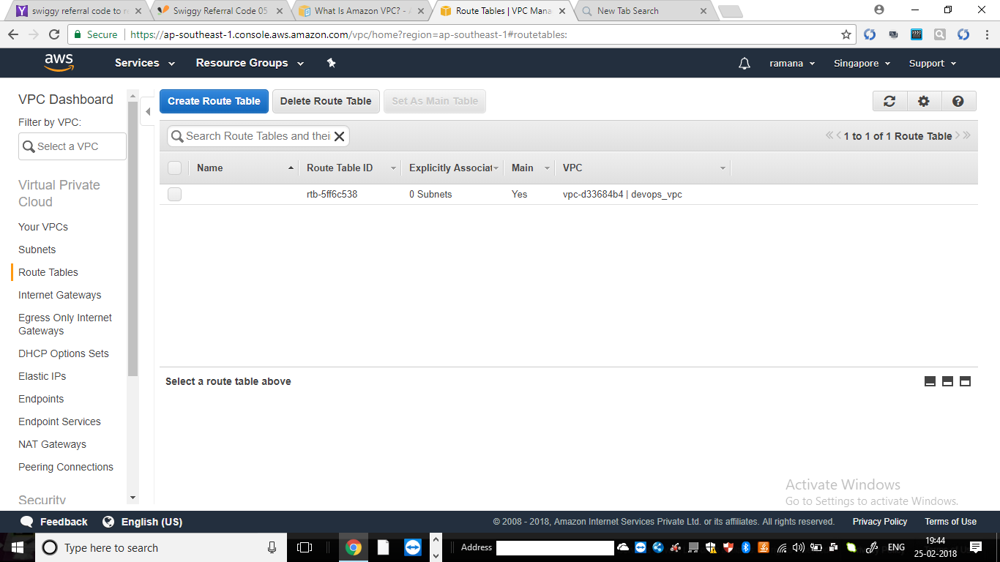 swiggy referral code to r
Swiggy Referral Code 05
What Is Amazon VPC? -
Route Tables | VPC Mana
New Tab Search
Secure
https://ap-southeast-1.console.aws.amazon.com/vpc/home?region=ap-southeast-1#routetables:
aws
Services
Resource Groups
ramana
Singapore
Support
VPC Dashboard
Filter by VPC:
Select a VPC
Virtual Private
Cloud
Your VPCs
Subnets
Route Tables
Internet Gateways
Egress Only Internet
Gateways
DHCP Options Sets
Elastic IPs
Endpoints
Endpoint Services
NAT Gateways
Peering Connections
Security
Create Route Table
Delete Route Table
Set As Main Table
Search Route Tables and thei
1 to 1 of 1 Route Table
Name
Route Table ID
Explicitly Associat
Main
VPC
rtb-5ff6c538
0 Subnets
Yes
vpc-d33684b4 | devops_vpc
Select a route table above
Activate Windows
Go to Settings to activate Windows.
Feedback
English (US)
© 2008 - 2018, Amazon Internet Services Private Ltd. or its affiliates. All rights reserved.
Privacy Policy
Terms of Use
Type here to search
Address
ENG
19:44
25-02-2018